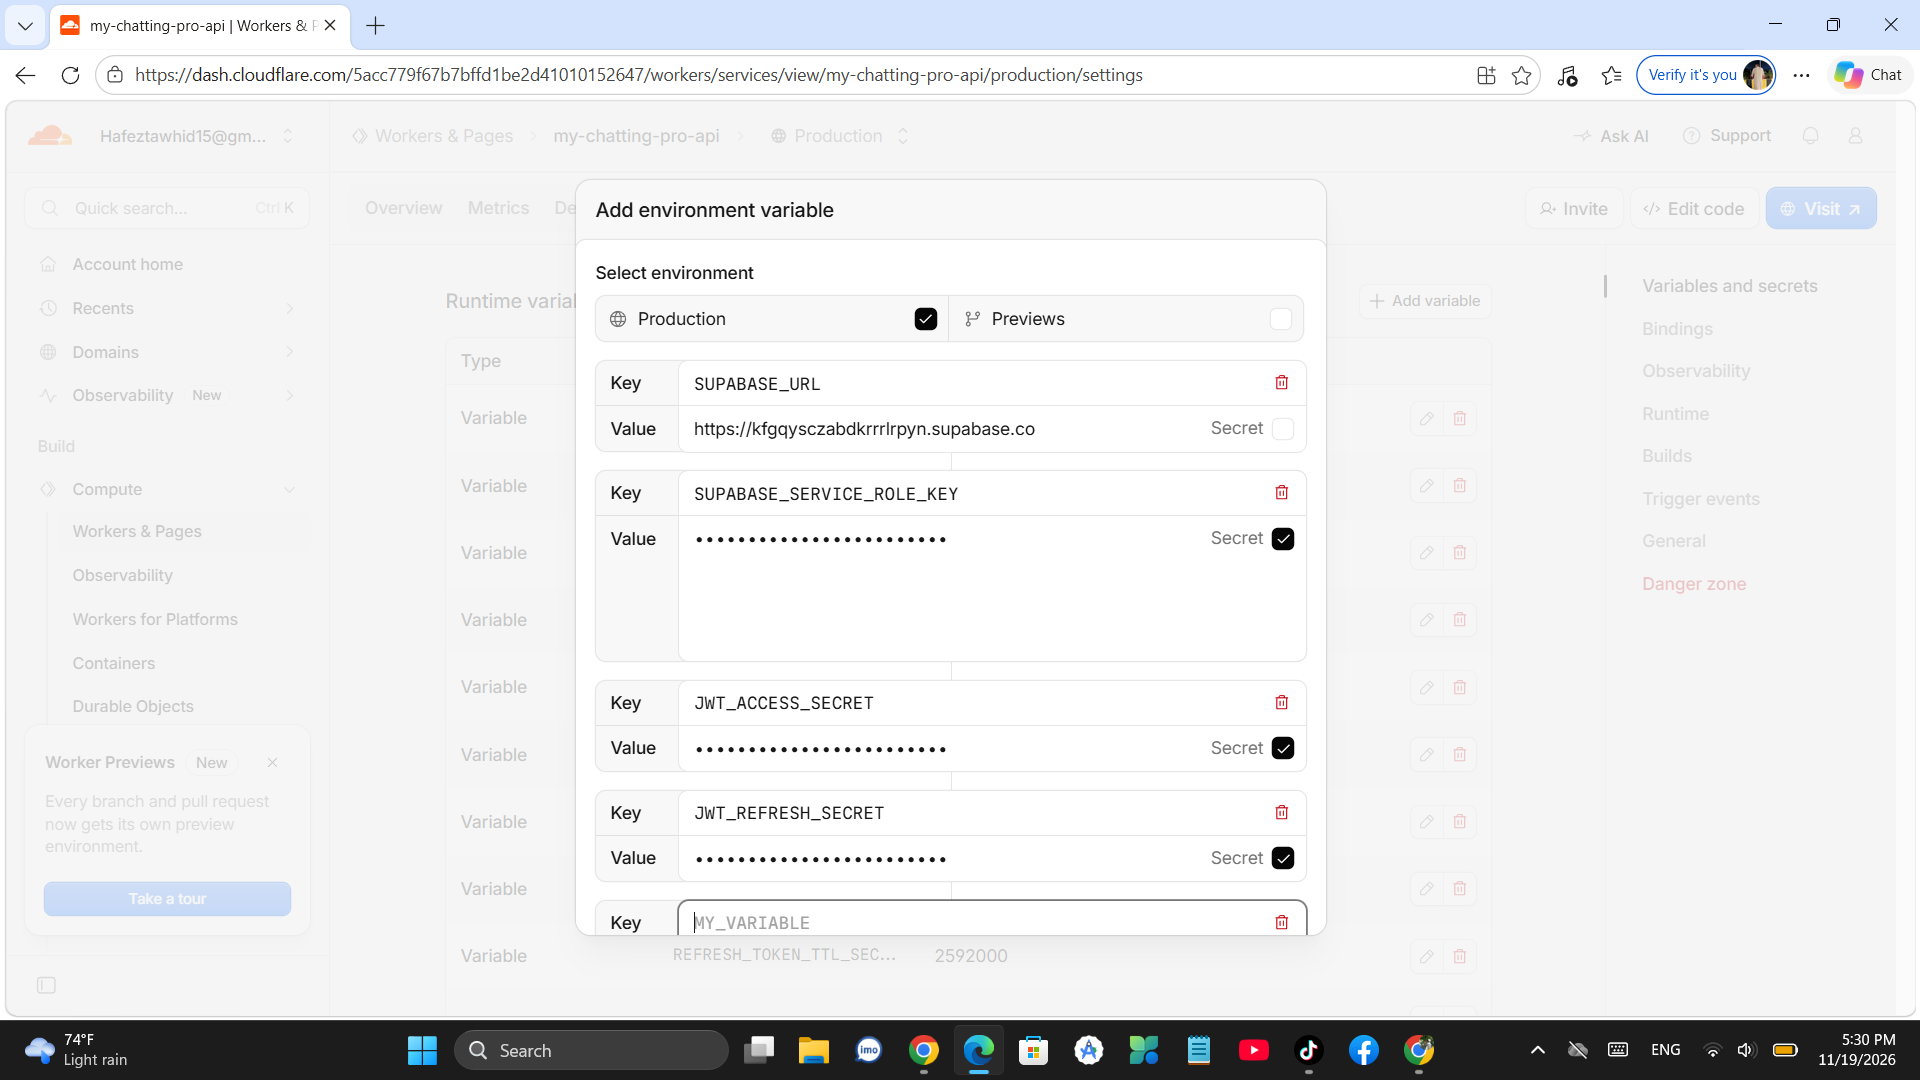 my-chatting-pro-api | Workers & P
https://dash.cloudflare.com/5acc779f67b7bffd1be2d41010152647/workers/services/view/my-chatting-pro-api/production/settings
Verify it's you
Chat
Hafeztawhid15@gm...
Workers & Pages
my-chatting-pro-api
Production
Ask AI
Support
Quick search...
Ctrl K
Overview
Metrics
De
Invite
</> Edit code
Visit
Account home
Recents
Domains
Observability New
Build
Compute
Workers & Pages
Observability
Workers for Platforms
Containers
Durable Objects
Worker Previews New
Every branch and pull request
now gets its own preview
environment.
Take a tour
Runtime varial
+ Add variable
Type
Variable
Variable
Variable
Variable
Variable
Variable
Variable
Variable
Variable REFRESH_TOKEN_TTL_SEC... 2592000
Add environment variable
Select environment
Production
Previews
Key SUPABASE_URL
Value https://kfgqysczabdkrrrlrpyn.supabase.co Secret
Key SUPABASE_SERVICE_ROLE_KEY
Value •••••••••••••••••••••••• Secret
Key JWT_ACCESS_SECRET
Value •••••••••••••••••••••••• Secret
Key JWT_REFRESH_SECRET
Value •••••••••••••••••••••••• Secret
Key MY_VARIABLE
Variables and secrets
Bindings
Observability
Runtime
Builds
Trigger events
General
Danger zone
74°F
Light rain
Search
imo
ENG
5:30 PM
11/19/2026